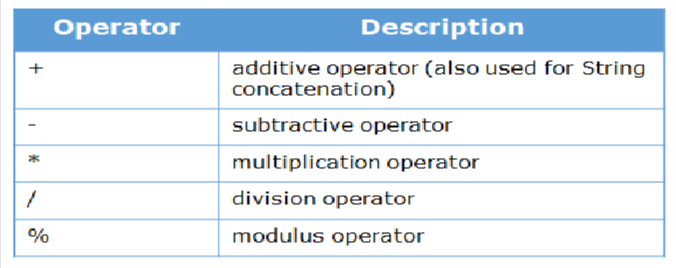 Operator Description
+ additive operator (also used for String
concatenation)
- subtractive operator
* multiplication operator
/ division operator
% modulus operator